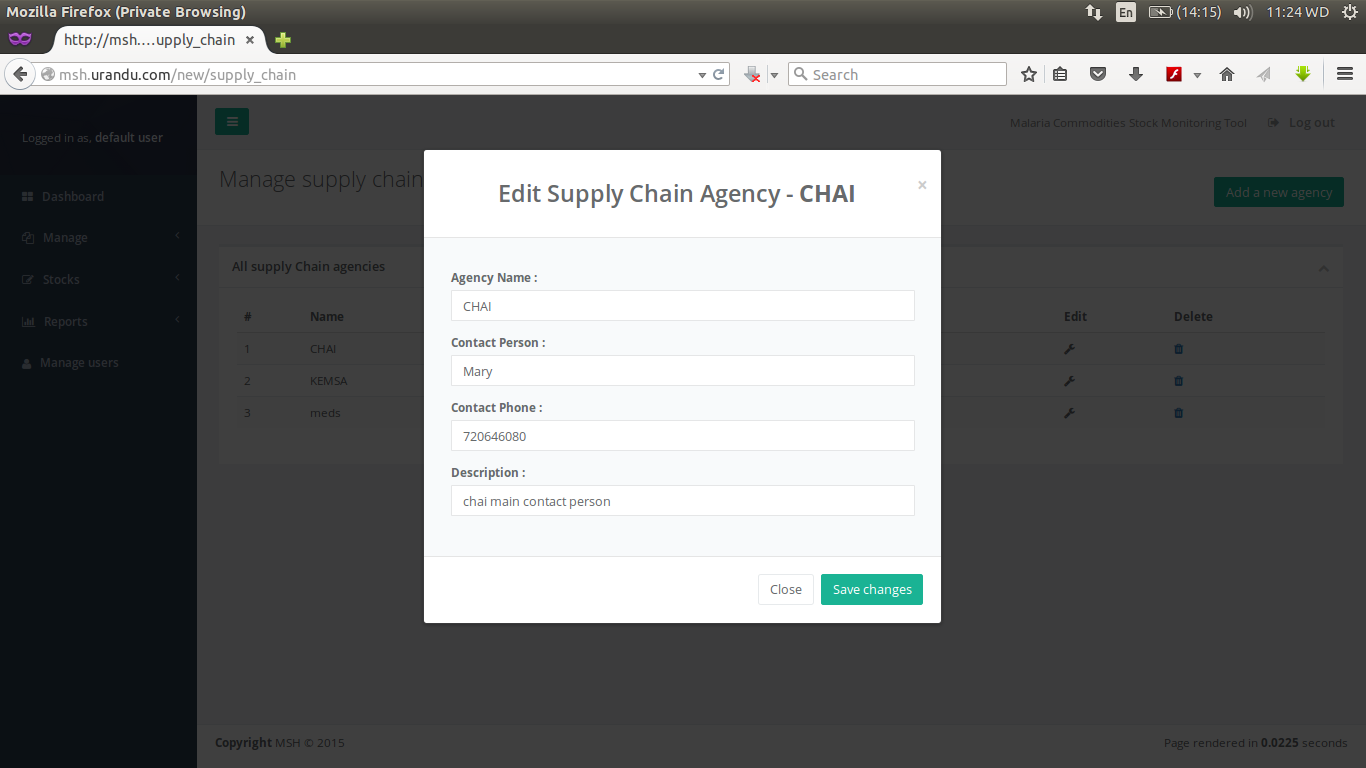 Mozilla Firefox (Private Browsing)
En
(14:15)
11:24 WD
http://msh....upply_chain
msh.urandu.com/new/supply_chain
Search
Logged in as, default user
Malaria Commodities Stock Monitoring Tool
Log out
Dashboard
Manage
Stocks
Reports
Manage users
Manage supply chain
Add a new agency
All supply Chain agencies
# Name Edit Delete
1 CHAI
2 KEMSA
3 meds
Edit Supply Chain Agency - CHAI
×
Agency Name :
CHAI
Contact Person :
Mary
Contact Phone :
720646080
Description :
chai main contact person
Close
Save changes
Copyright MSH © 2015
Page rendered in 0.0225 seconds